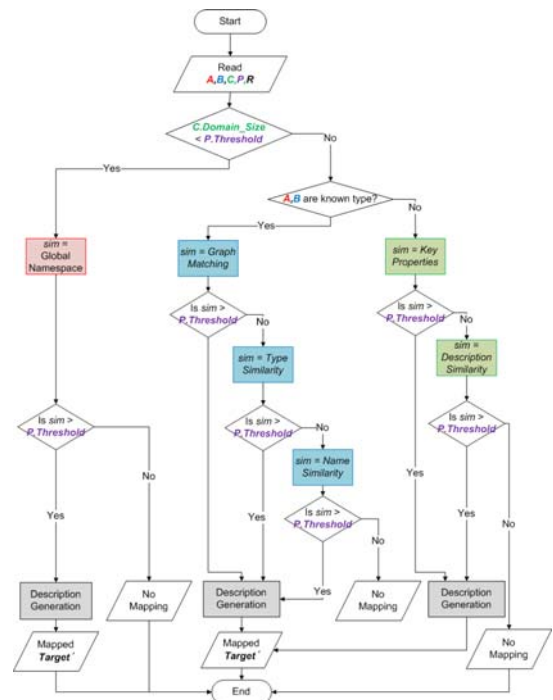 Start
Read
A,B,C,P,R
C.Domain_Size
< P.Threshold
No
Yes
A,B are known type?
Yes
No
sim =
Global
Namespace
sim = Graph
Matching
sim = Key
Properties
Is sim >
P.Threshold
No
Is sim >
P.Threshold
No
sim = Type
Similarity
sim =
Description
Similarity
Is sim >
P.Threshold
Is sim >
P.Threshold
No
Is sim >
P.Threshold
sim = Name
Similarity
No
Yes
Yes
Is sim >
P.Threshold
Yes
Yes
Yes
No
No
Yes
Description
Generation
No
Mapping
Description
Generation
No
Mapping
Description
Generation
Mapped
Target´
Mapped
Target´
No
Mapping
End